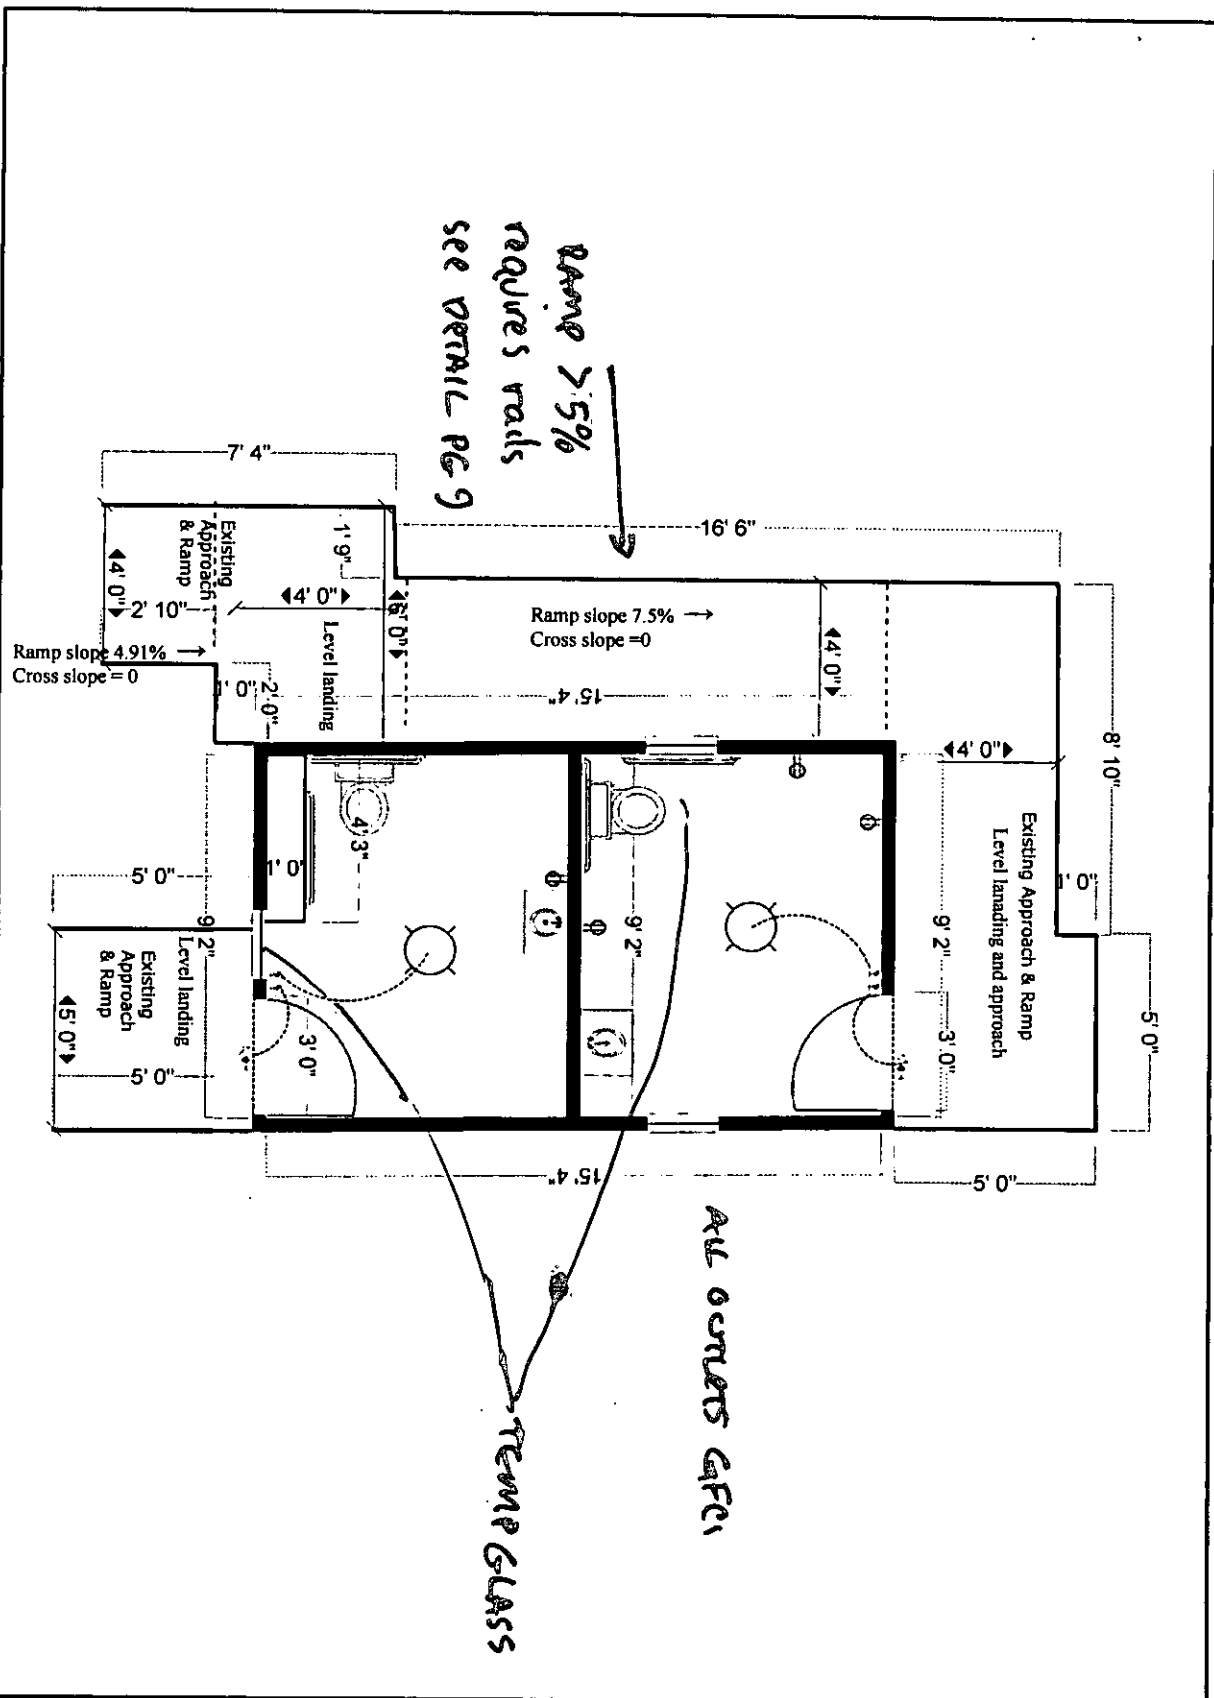 RAMP >5%
requires rails
see DETAIL PG 9
7' 4"
16' 6"
1' 9"
Existing
Approach
& Ramp
4' 0"
2' 10"
4' 0"
6' 0"
Level landing
Ramp slope 7.5% →
Cross slope =0
4' 0"
Ramp slope 4.91% →
Cross slope = 0
1' 0"
2' 0"
15' 4"
4' 0"
8' 10"
Existing Approach & Ramp
Level lanading and approach
1' 0"
4' 3"
1' 0"
5' 0"
9' 2"
9' 2"
9' 2"
Level landing
Existing
Approach
& Ramp
5' 0"
5' 0"
3' 0"
3' 0"
5' 0"
15' 4"
5' 0"
ALL OUTLETS GFCI
TEMP GLASS